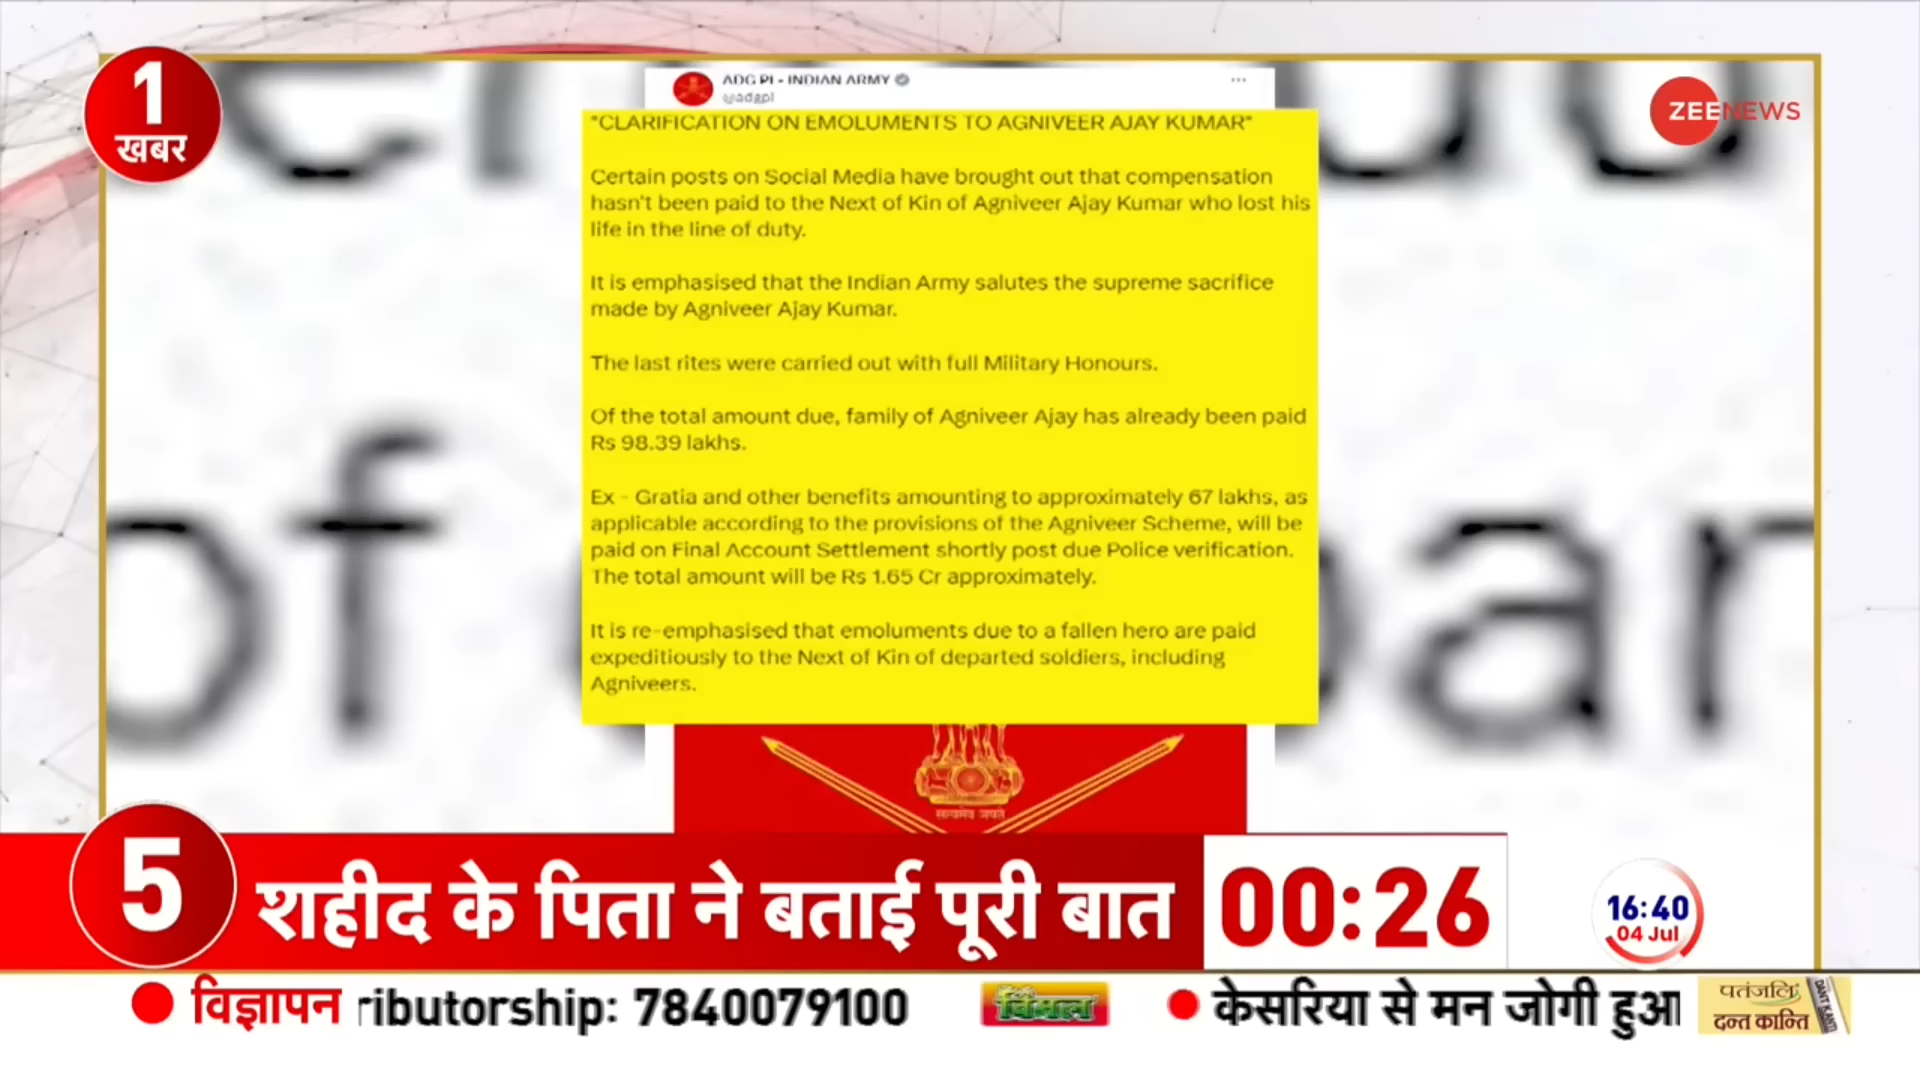 1
खबर
ADG PI - INDIAN ARMY
@adgpi
ZEE NEWS
"CLARIFICATION ON EMOLUMENTS TO AGNIVEER AJAY KUMAR"
Certain posts on Social Media have brought out that compensation
hasn't been paid to the Next of Kin of Agniveer Ajay Kumar who lost his
life in the line of duty.
It is emphasised that the Indian Army salutes the supreme sacrifice
made by Agniveer Ajay Kumar.
The last rites were carried out with full Military Honours.
Of the total amount due, family of Agniveer Ajay has already been paid
Rs 98.39 lakhs.
Ex - Gratia and other benefits amounting to approximately 67 lakhs, as
applicable according to the provisions of the Agniveer Scheme, will be
paid on Final Account Settlement shortly post due Police verification.
The total amount will be Rs 1.65 Cr approximately.
It is re-emphasised that emoluments due to a fallen hero are paid
expeditiously to the Next of Kin of departed soldiers, including
Agniveers.
of
सत्यमेव जयते
5 शहीद के पिता ने बताई पूरी बात 00:26
16:40
04 Jul
विज्ञापन ributorship: 7840079100 विमल केसरिया से मन जोगी हुआ
पतंजलि
दन्त कान्ति